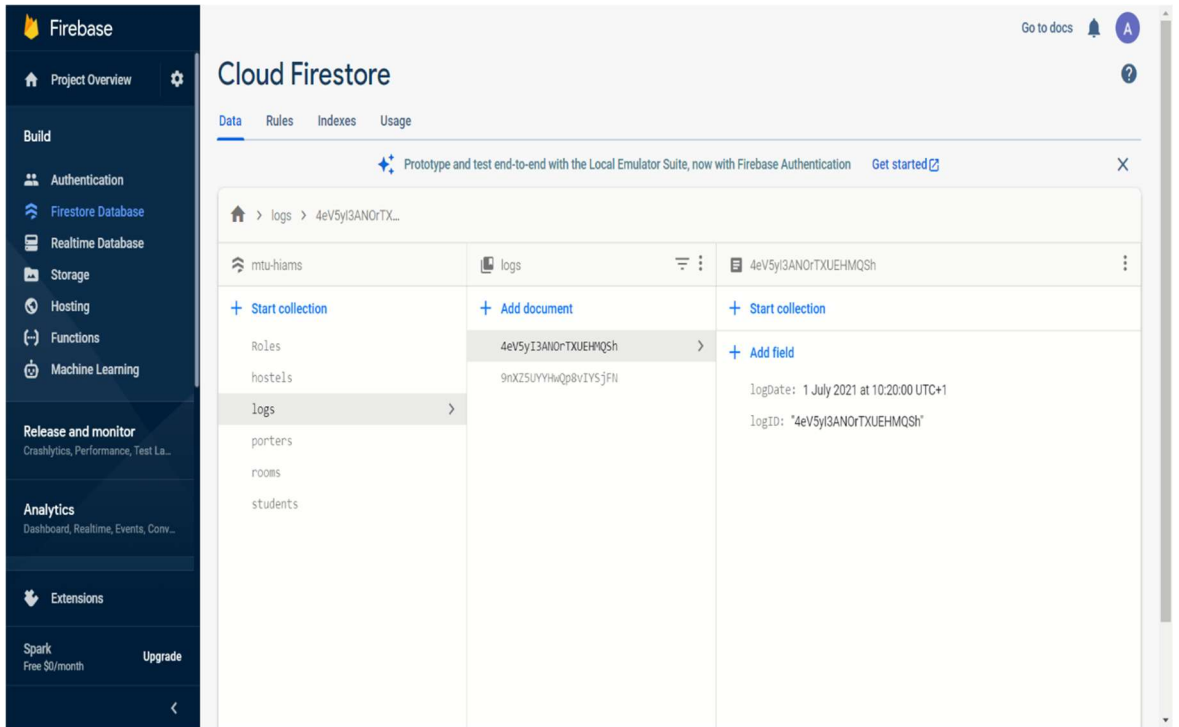 Firebase
Go to docs
A
Project Overview
Cloud Firestore
?
Data Rules Indexes Usage
Build
Prototype and test end-to-end with the Local Emulator Suite, now with Firebase Authentication Get started
Authentication
Firestore Database
Realtime Database
Storage
Hosting
Functions
Machine Learning
Release and monitor
Crashlytics, Performance, Test La...
Analytics
Dashboard, Realtime, Events, Conv...
Extensions
Spark
Free $0/month
Upgrade
> logs > 4eV5yI3ANOrTX...
mtu-hiams
+ Start collection
Roles
hostels
logs
porters
rooms
students
logs
+ Add document
4eV5yI3ANOrTXUEHMQSh
9nXZ5UYYHwQp8vIYSjFN
4eV5yI3ANOrTXUEHMQSh
+ Start collection
+ Add field
logDate: 1 July 2021 at 10:20:00 UTC+1
logID: "4eV5yI3ANOrTXUEHMQSh"